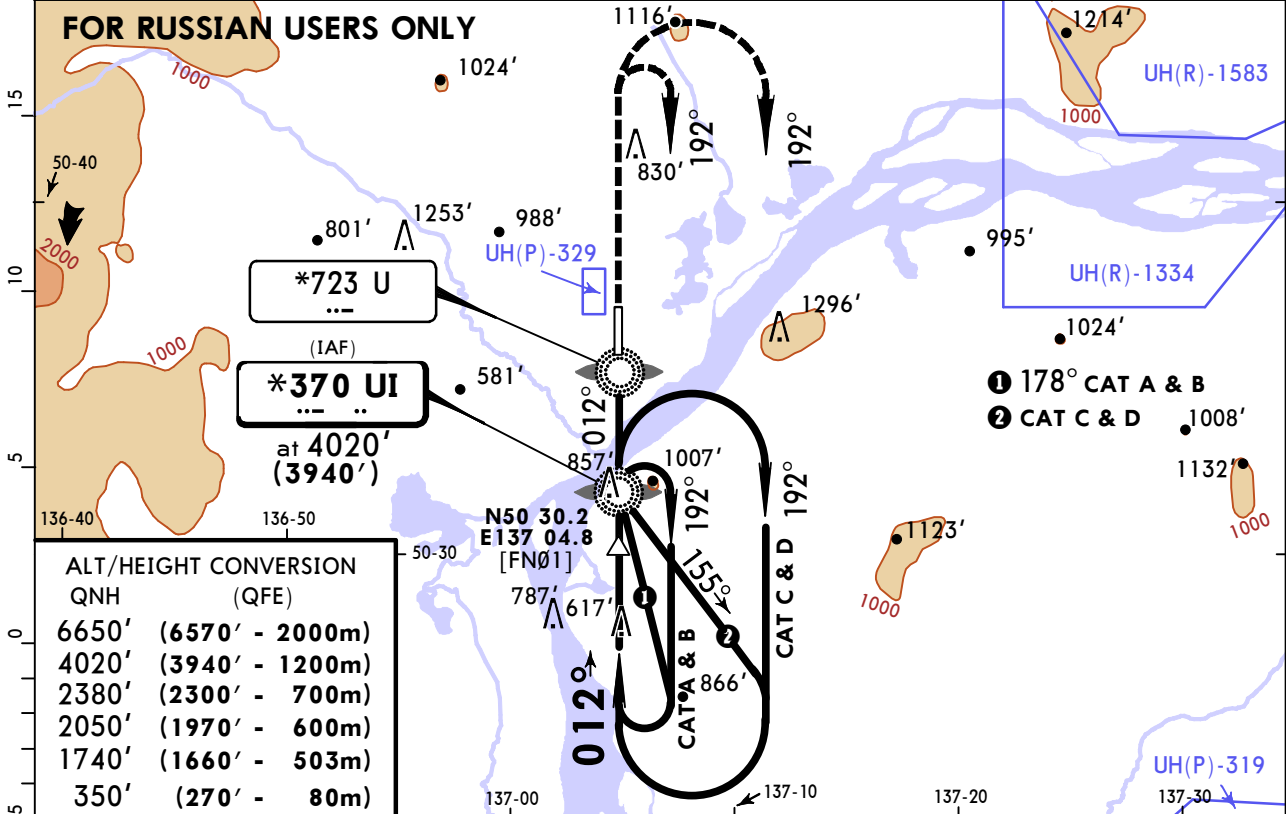 FOR RUSSIAN USERS ONLY
1116'
1214'
1000
1024'
UH(R)-1583
15
1000
192°
192°
50-40
830'
1253'
988'
801'
2000
UH(P)-329
995'
UH(R)-1334
10
*723 U
1296'
1024'
1000
(IAF)
*370 UI
581'
012°
❶ 178° CAT A & B
❷ CAT C & D
1008'
at 4020'
(3940')
857'
1007'
1132'
5
192°
192°
136-40
136-50
N50 30.2
E137 04.8
[FNØ1]
50-30
1123'
1000
1000
155°
787'
617'
❶
❷
CAT A & B
CAT C & D
0
012°
866'
ALT/HEIGHT CONVERSION
QNH (QFE)
6650' (6570' - 2000m)
4020' (3940' - 1200m)
2380' (2300' - 700m)
2050' (1970' - 600m)
1740' (1660' - 503m)
350' (270' - 80m)
5
137-00
137-10
137-20
137-30
UH(P)-319